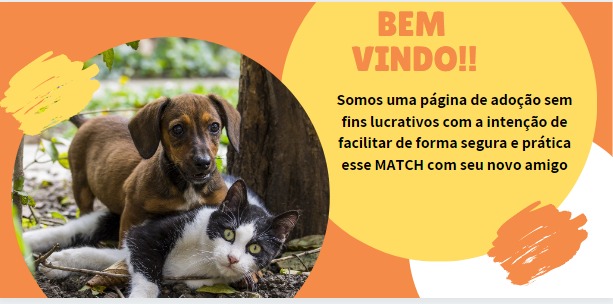 BEM
VINDO!!
Somos uma página de adoção sem
fins lucrativos com a intenção de
facilitar de forma segura e prática
esse MATCH com seu novo amigo